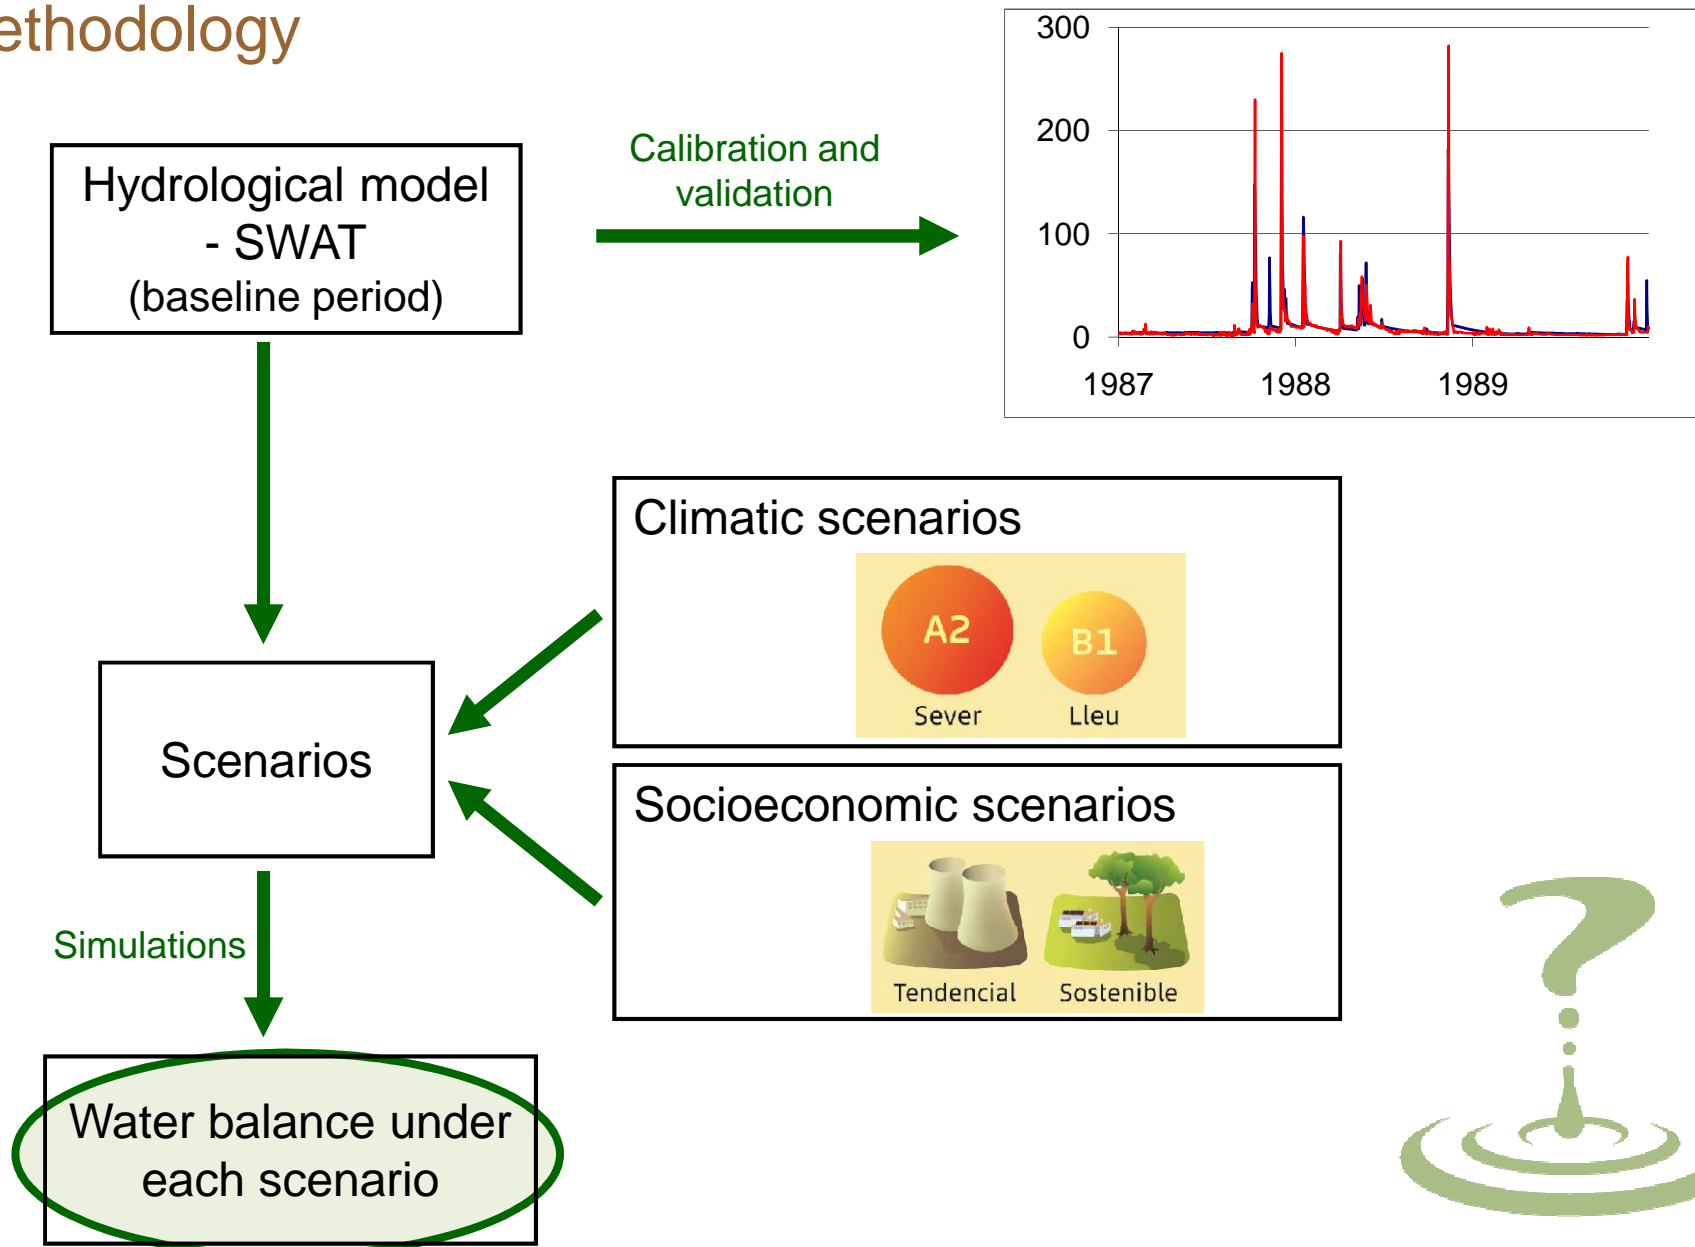 ethodology
Hydrological model
- SWAT
(baseline period)
Calibration and
validation
300
200
100
0
1987
1988
1989
Climatic scenarios
A2
B1
Sever
Lleu
Scenarios
Socioeconomic scenarios
Tendencial
Sostenible
Simulations
Water balance under
each scenario